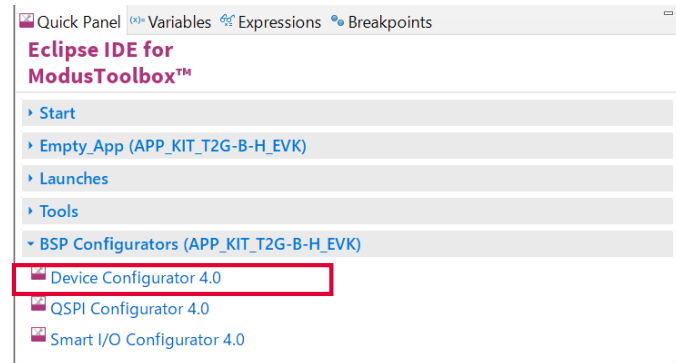 Quick Panel (x)= Variables Expressions Breakpoints
Eclipse IDE for
ModusToolbox™
Start
Empty_App (APP_KIT_T2G-B-H_EVK)
Launches
Tools
BSP Configurators (APP_KIT_T2G-B-H_EVK)
Device Configurator 4.0
QSPI Configurator 4.0
Smart I/O Configurator 4.0